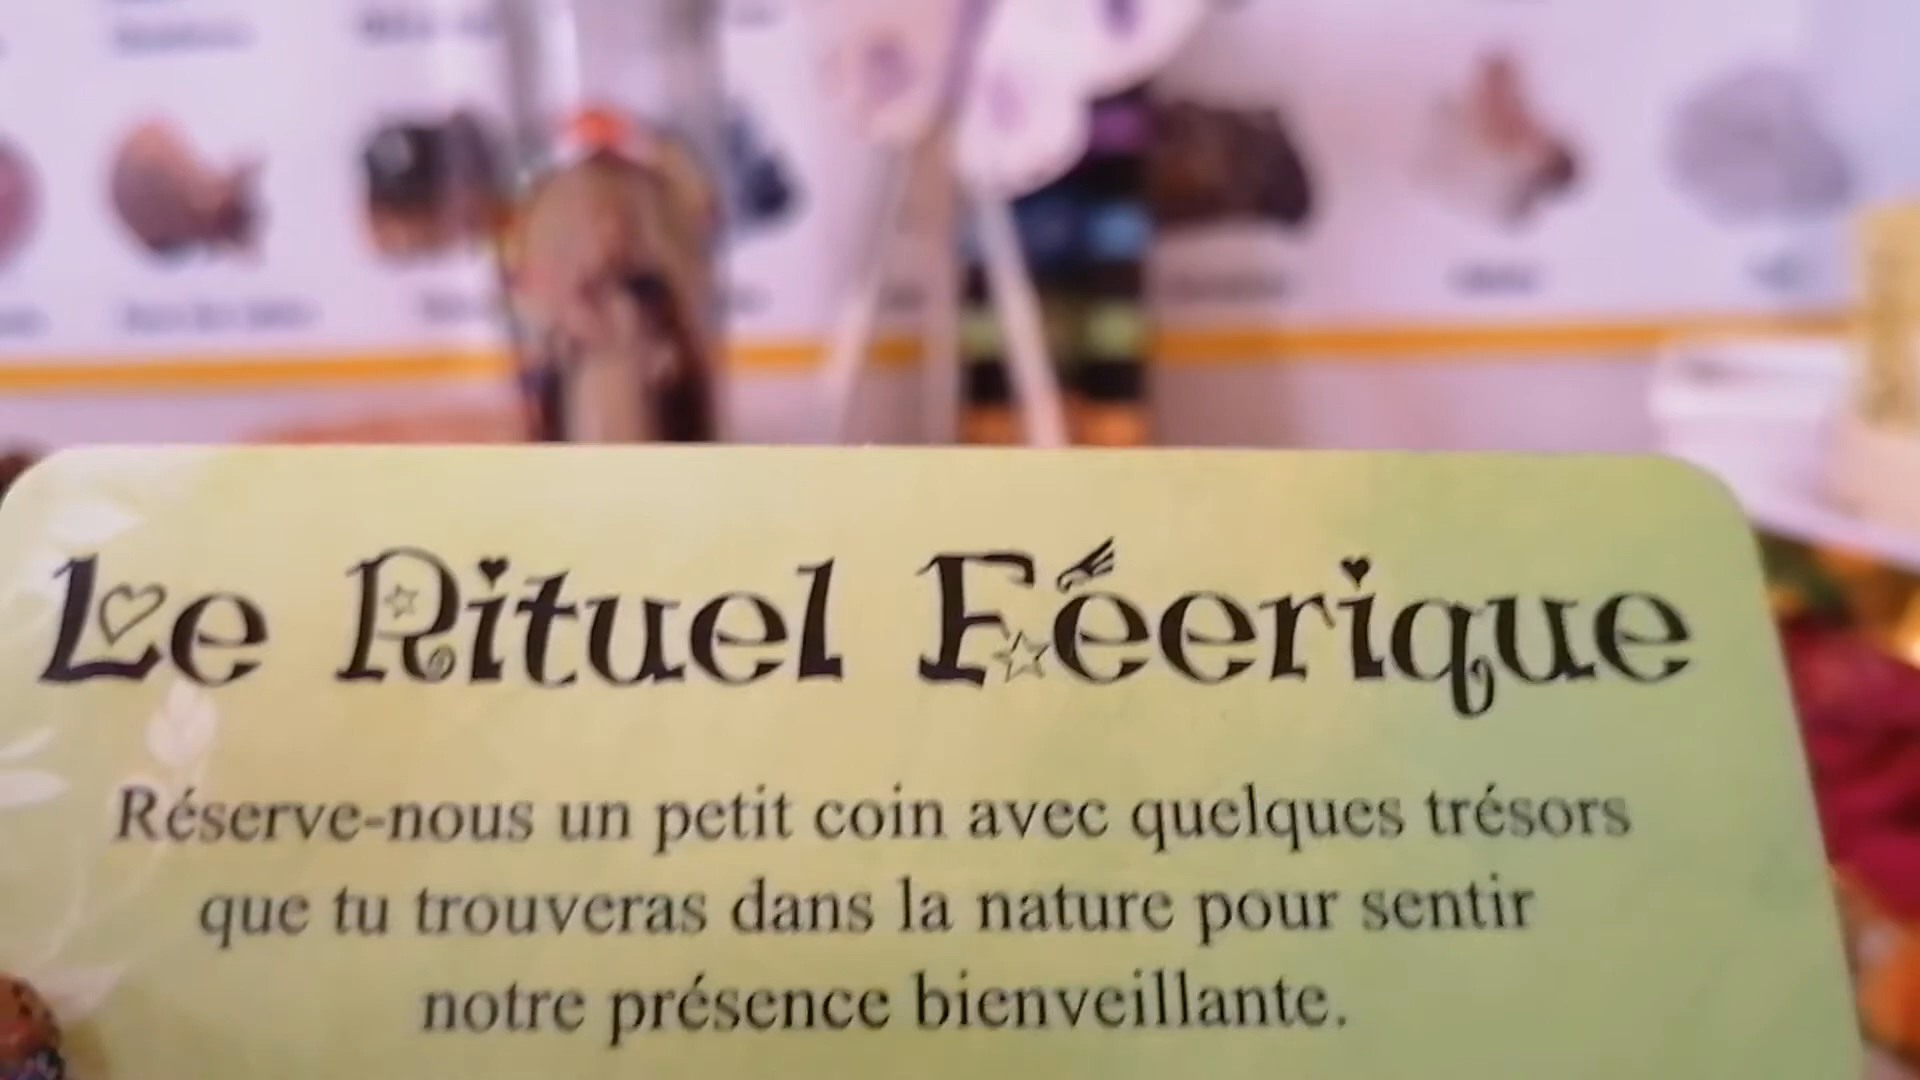 Le Rituel Féerique
Réserve-nous un petit coin avec quelques trésors
que tu trouveras dans la nature pour sentir
notre présence bienveillante.